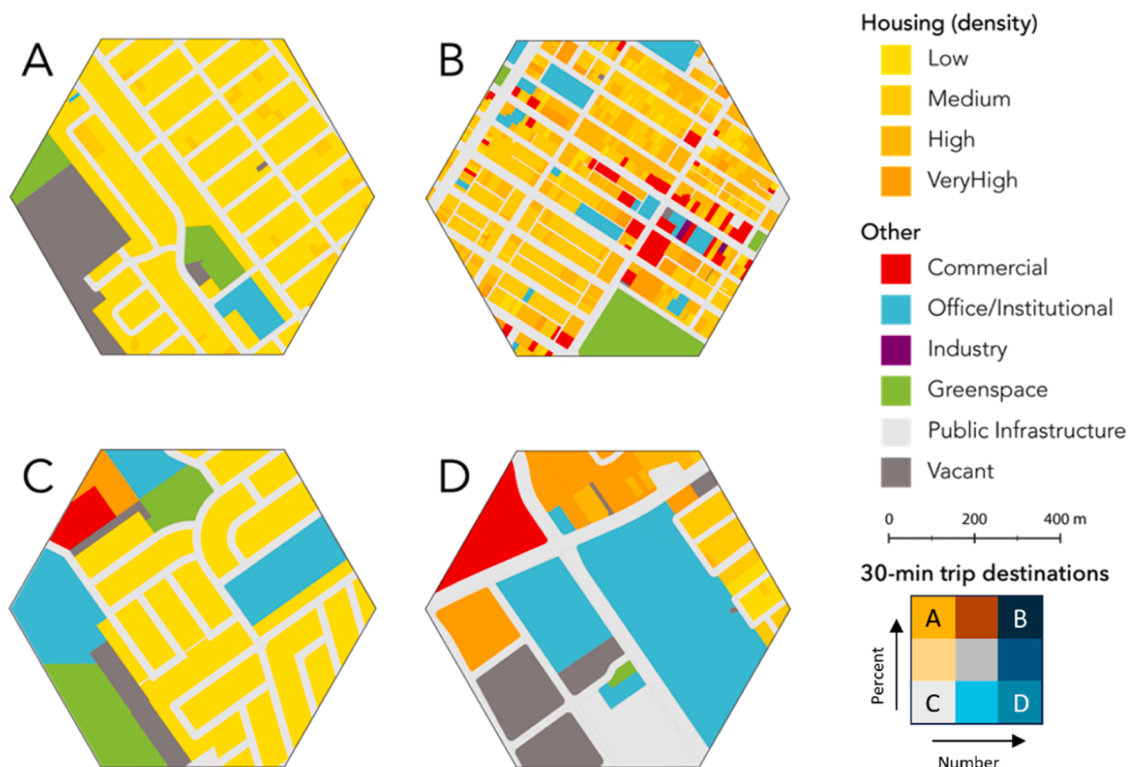 A
B
C
D
Housing (density)
Low
Medium
High
VeryHigh
Other
Commercial
Office/Institutional
Industry
Greenspace
Public Infrastructure
Vacant
0 200 400 m
30-min trip destinations
A B
Percent
C D
Number